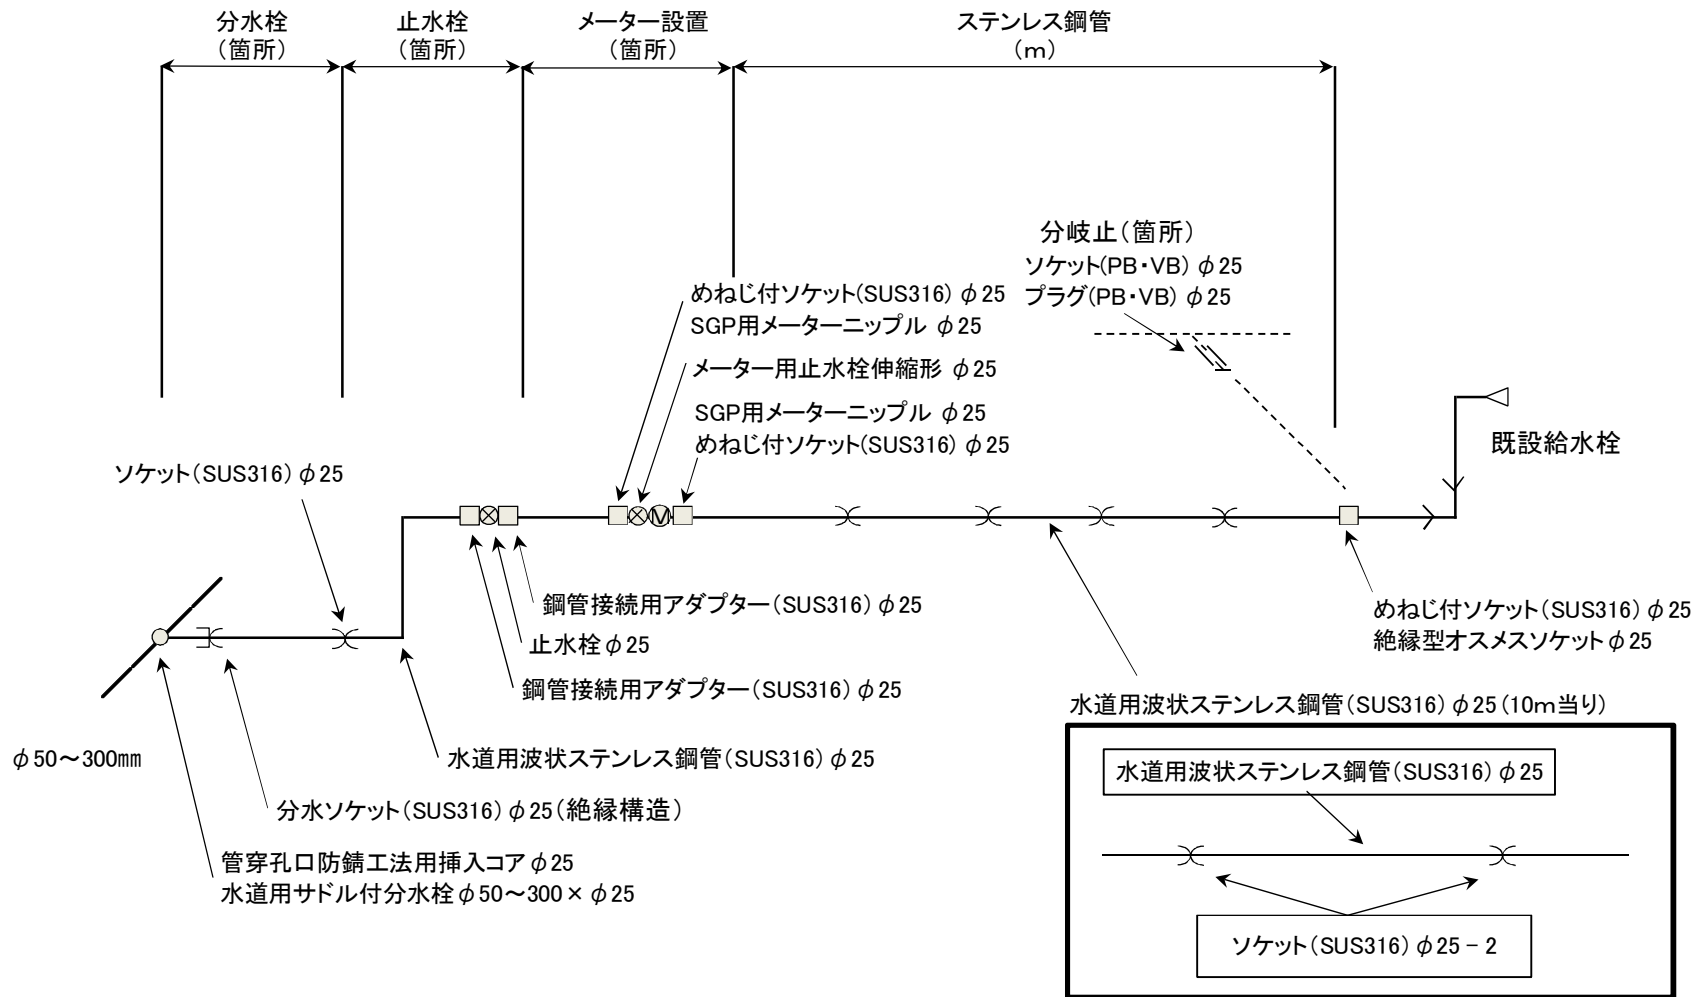 分水栓
(箇所)
止水栓
(箇所)
メーター設置
(箇所)
ステンレス鋼管
(m)
分岐止(箇所)
ソケット(PB・VB) φ25
プラグ(PB・VB) φ25
めねじ付ソケット(SUS316) φ25
SGP用メーターニップル φ25
メーター用止水栓伸縮形 φ25
SGP用メーターニップル φ25
めねじ付ソケット(SUS316) φ25
既設給水栓
ソケット(SUS316) φ25
M
鋼管接続用アダプター(SUS316) φ25
止水栓φ25
鋼管接続用アダプター(SUS316) φ25
めねじ付ソケット(SUS316) φ25
絶縁型オスメスソケットφ25
水道用波状ステンレス鋼管(SUS316) φ25(10m当り)
φ50～300㎜
水道用波状ステンレス鋼管(SUS316) φ25
分水ソケット(SUS316) φ25(絶縁構造)
管穿孔口防錆工法用挿入コアφ25
水道用サドル付分水栓φ50～300×φ25
水道用波状ステンレス鋼管(SUS316) φ25
ソケット(SUS316) φ25－2